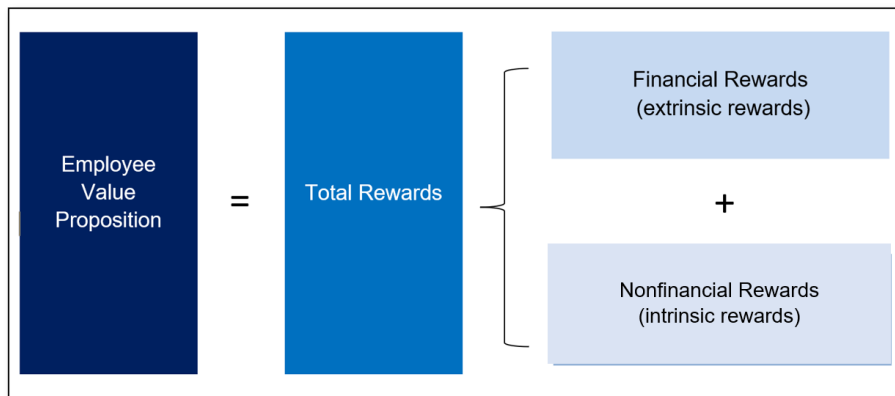 Employee
Value
Proposition
=
Total Rewards
Financial Rewards
(extrinsic rewards)
+
Nonfinancial Rewards
(intrinsic rewards)